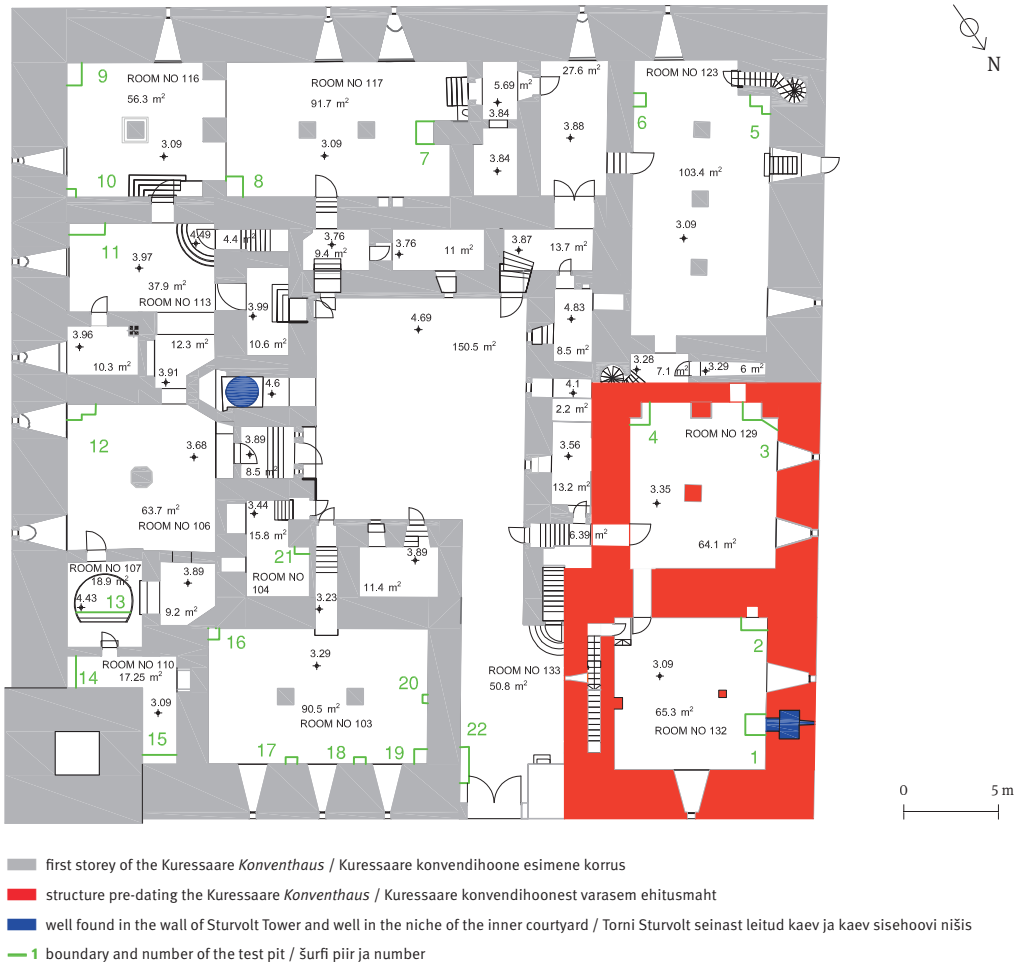 9
ROOM NO 116
56.3 m²
3.09
10
ROOM NO 117
91.7 m²
3.09
7
8
5.69 m²
3.84
3.84
27.6 m²
3.88
ROOM NO 123
6
5
103.4 m²
3.09
N
11
3.97
37.9 m²
ROOM NO 113
4.49
4.4 m²
3.76
9.4 m²
3.76
11 m²
3.87
13.7 m²
3.99
10.6 m²
4.69
150.5 m²
4.83
8.5 m²
3.96
10.3 m²
12.3 m²
3.91
4.6
3.28
7.1 m²
3.29
6 m²
4.1
2.2 m²
12
3.68
63.7 m²
ROOM NO 106
3.89
8.5 m²
3.56
13.2 m²
4
ROOM NO 129
3
3.35
64.1 m²
3.44
15.8 m²
21
ROOM NO
104
3.23
3.89
11.4 m²
6.39 m²
ROOM NO 107
18.9 m²
4.43
13
3.89
9.2 m²
14
ROOM NO 110
17.25 m²
3.09
15
16
3.29
90.5 m²
ROOM NO 103
20
17
18
19
22
ROOM NO 133
50.8 m²
2
3.09
65.3 m²
ROOM NO 132
1
0 5 m
first storey of the Kuressaare Konventhaus / Kuressaare konvendihoone esimene korrus
structure pre-dating the Kuressaare Konventhaus / Kuressaare konvendihoonest varasem ehitusmaht
well found in the wall of Sturvolt Tower and well in the niche of the inner courtyard / Torni Sturvolt seinast leitud kaev ja kaev sisehoovi nišis
1 boundary and number of the test pit / šurfi piir ja number